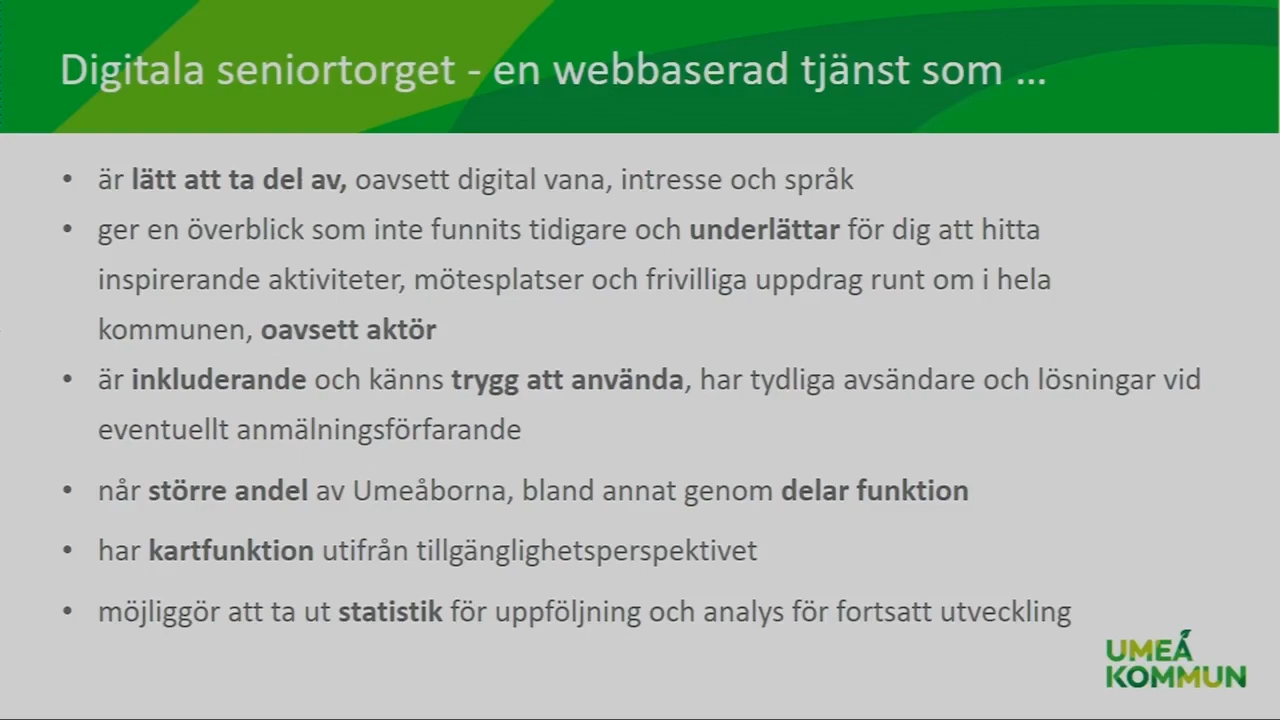 Digitala seniortorget - en webbaserad tjänst som ...
• är lätt att ta del av, oavsett digital vana, intresse och språk
• ger en överblick som inte funnits tidigare och underlättar för dig att hitta
inspirerande aktiviteter, mötesplatser och frivilliga uppdrag runt om i hela
kommunen, oavsett aktör
• är inkluderande och känns trygg att använda, har tydliga avsändare och lösningar vid
eventuellt anmälningsförfarande
• når större andel av Umeåborna, bland annat genom delar funktion
• har kartfunktion utifrån tillgänglighetsperspektivet
• möjliggör att ta ut statistik för uppföljning och analys för fortsatt utveckling
UMEÅ
KOMMUN